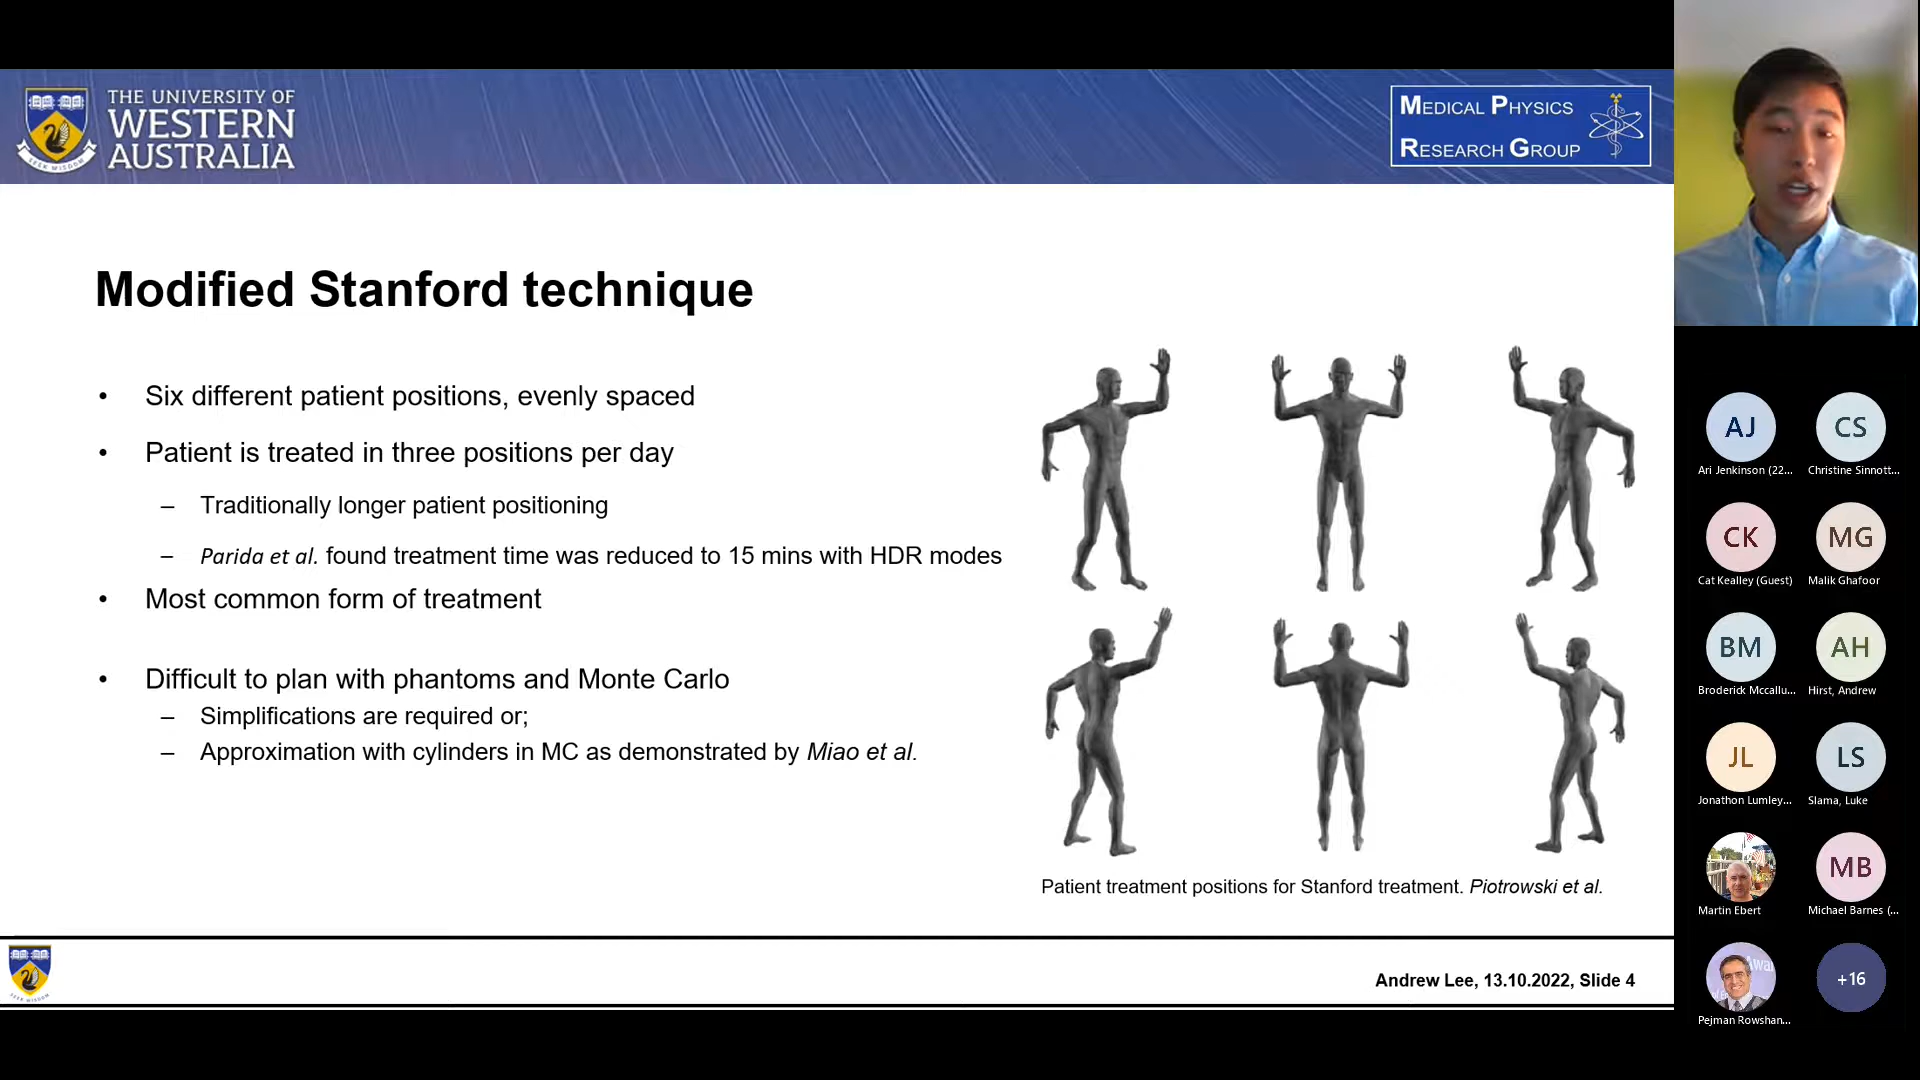 THE UNIVERSITY OF
WESTERN
AUSTRALIA
MEDICAL PHYSICS
RESEARCH GROUP
Modified Stanford technique
• Six different patient positions, evenly spaced
• Patient is treated in three positions per day
– Traditionally longer patient positioning
– Parida et al. found treatment time was reduced to 15 mins with HDR modes
• Most common form of treatment
• Difficult to plan with phantoms and Monte Carlo
– Simplifications are required or;
– Approximation with cylinders in MC as demonstrated by Miao et al.
Patient treatment positions for Stanford treatment. Piotrowski et al.
Andrew Lee, 13.10.2022, Slide 4
AJ
Ari Jenkinson (22...
CS
Christine Sinnott...
CK
Cat Kealley (Guest)
MG
Malik Ghafoor
BM
Broderick Mccallu...
AH
Hirst, Andrew
JL
Jonathon Lumley...
LS
Slama, Luke
Martin Ebert
MB
Michael Barnes (...
Pejman Rowshan...
+16